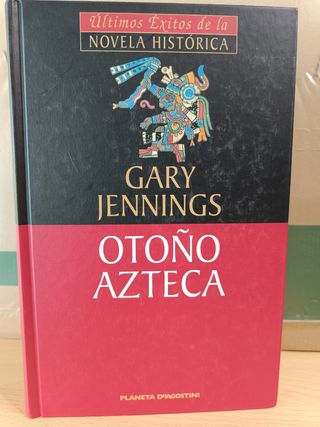 Últimos Éxitos de la
NOVELA HISTÓRICA
GARY
JENNINGS
OTOÑO
AZTECA
PLANETA DEAGOSTINI